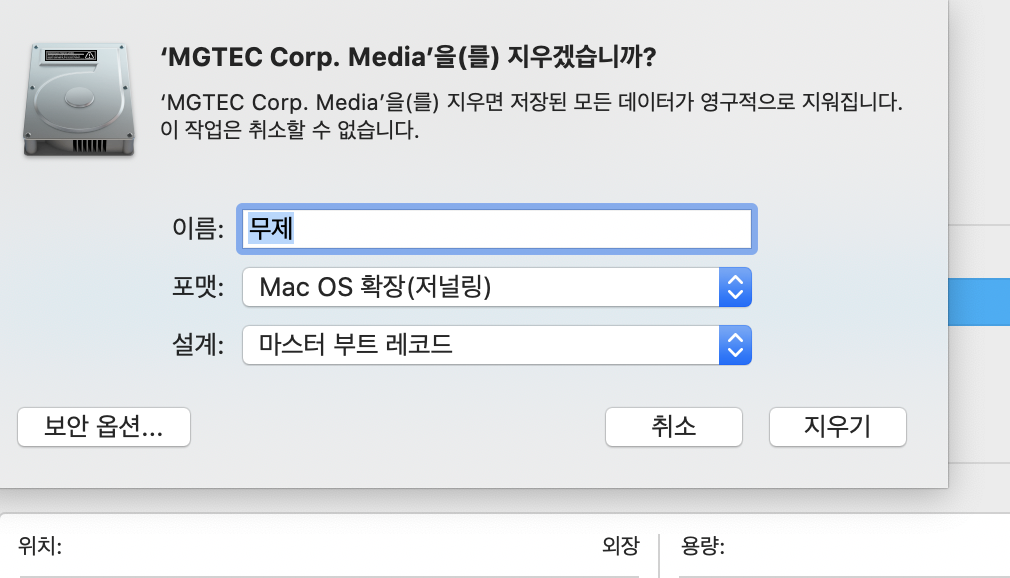 ‘MGTEC Corp. Media’을(를) 지우겠습니까?
‘MGTEC Corp. Media’을(를) 지우면 저장된 모든 데이터가 영구적으로 지워집니다.
이 작업은 취소할 수 없습니다.
이름: 무제
포맷: Mac OS 확장(저널링)
설계: 마스터 부트 레코드
보안 옵션... 취소 지우기
위치: 외장 용량: